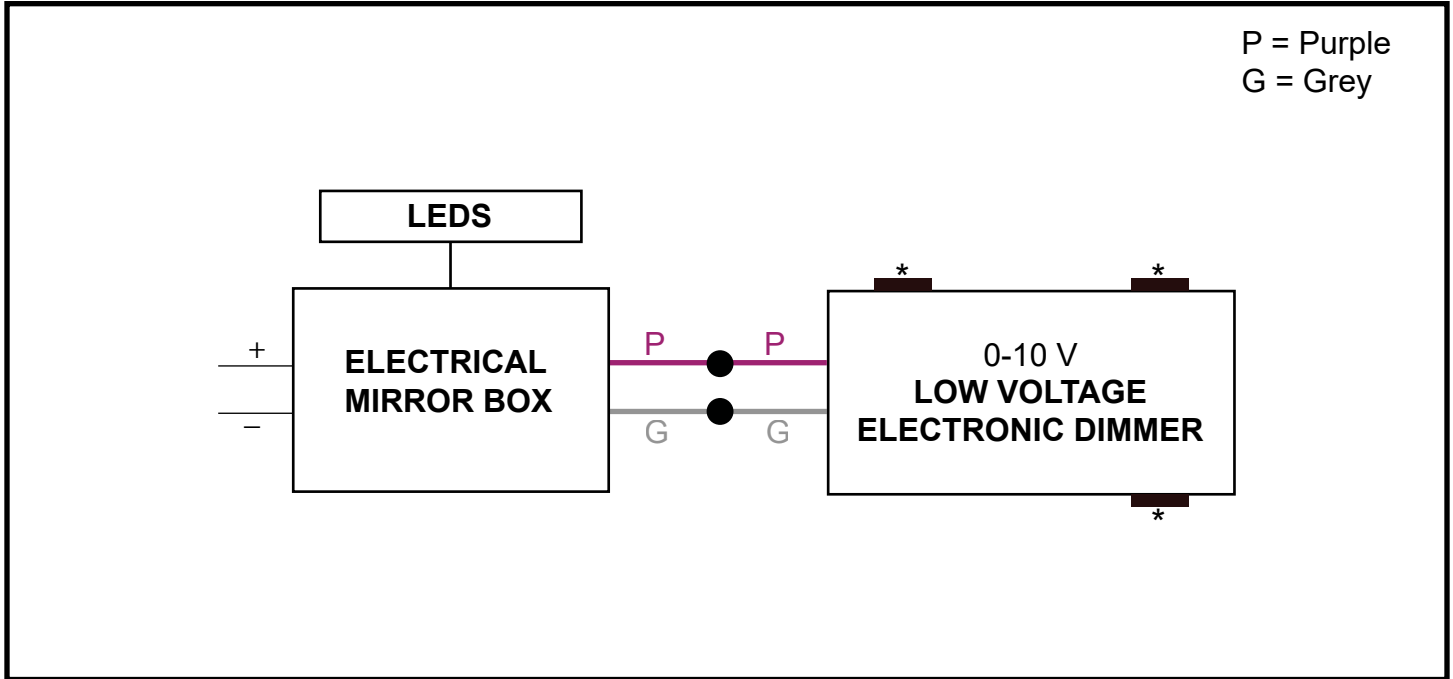 P = Purple
G = Grey
LEDS
+
−
ELECTRICAL
MIRROR BOX
P
P
G
G
*
*
0-10 V
LOW VOLTAGE
ELECTRONIC DIMMER
*